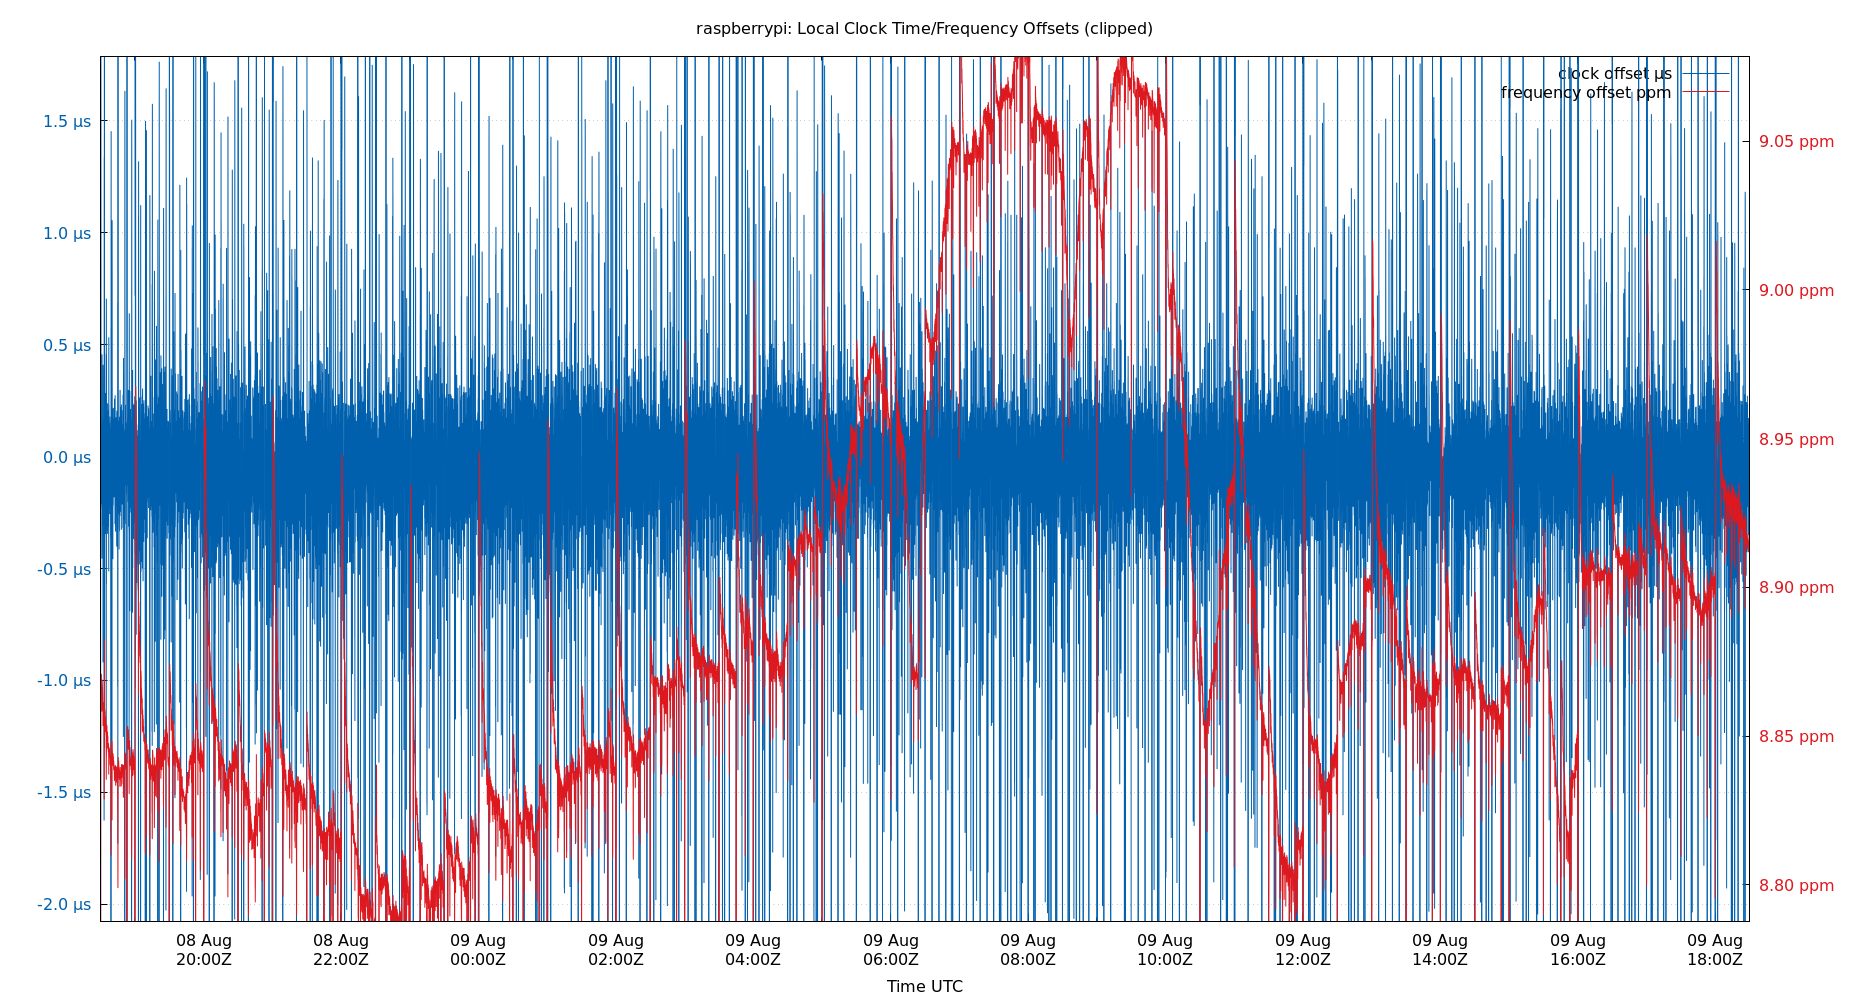 raspberrypi: Local Clock Time/Frequency Offsets (clipped)
clock offset µs
frequency offset ppm
1.5 µs
1.0 µs
0.5 µs
0.0 µs
-0.5 µs
-1.0 µs
-1.5 µs
-2.0 µs
9.05 ppm
9.00 ppm
8.95 ppm
8.90 ppm
8.85 ppm
8.80 ppm
08 Aug 08 Aug 09 Aug 09 Aug 09 Aug 09 Aug 09 Aug 09 Aug 09 Aug 09 Aug 09 Aug 09 Aug
20:00Z 22:00Z 00:00Z 02:00Z 04:00Z 06:00Z 08:00Z 10:00Z 12:00Z 14:00Z 16:00Z 18:00Z
Time UTC